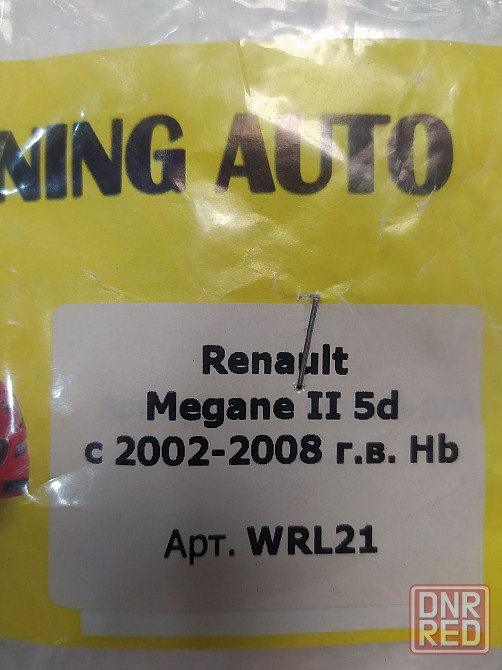 NING AUTO
Renault
Megane II 5d
с 2002-2008 г.в. Hb
Арт. WRL21
DNR
RED